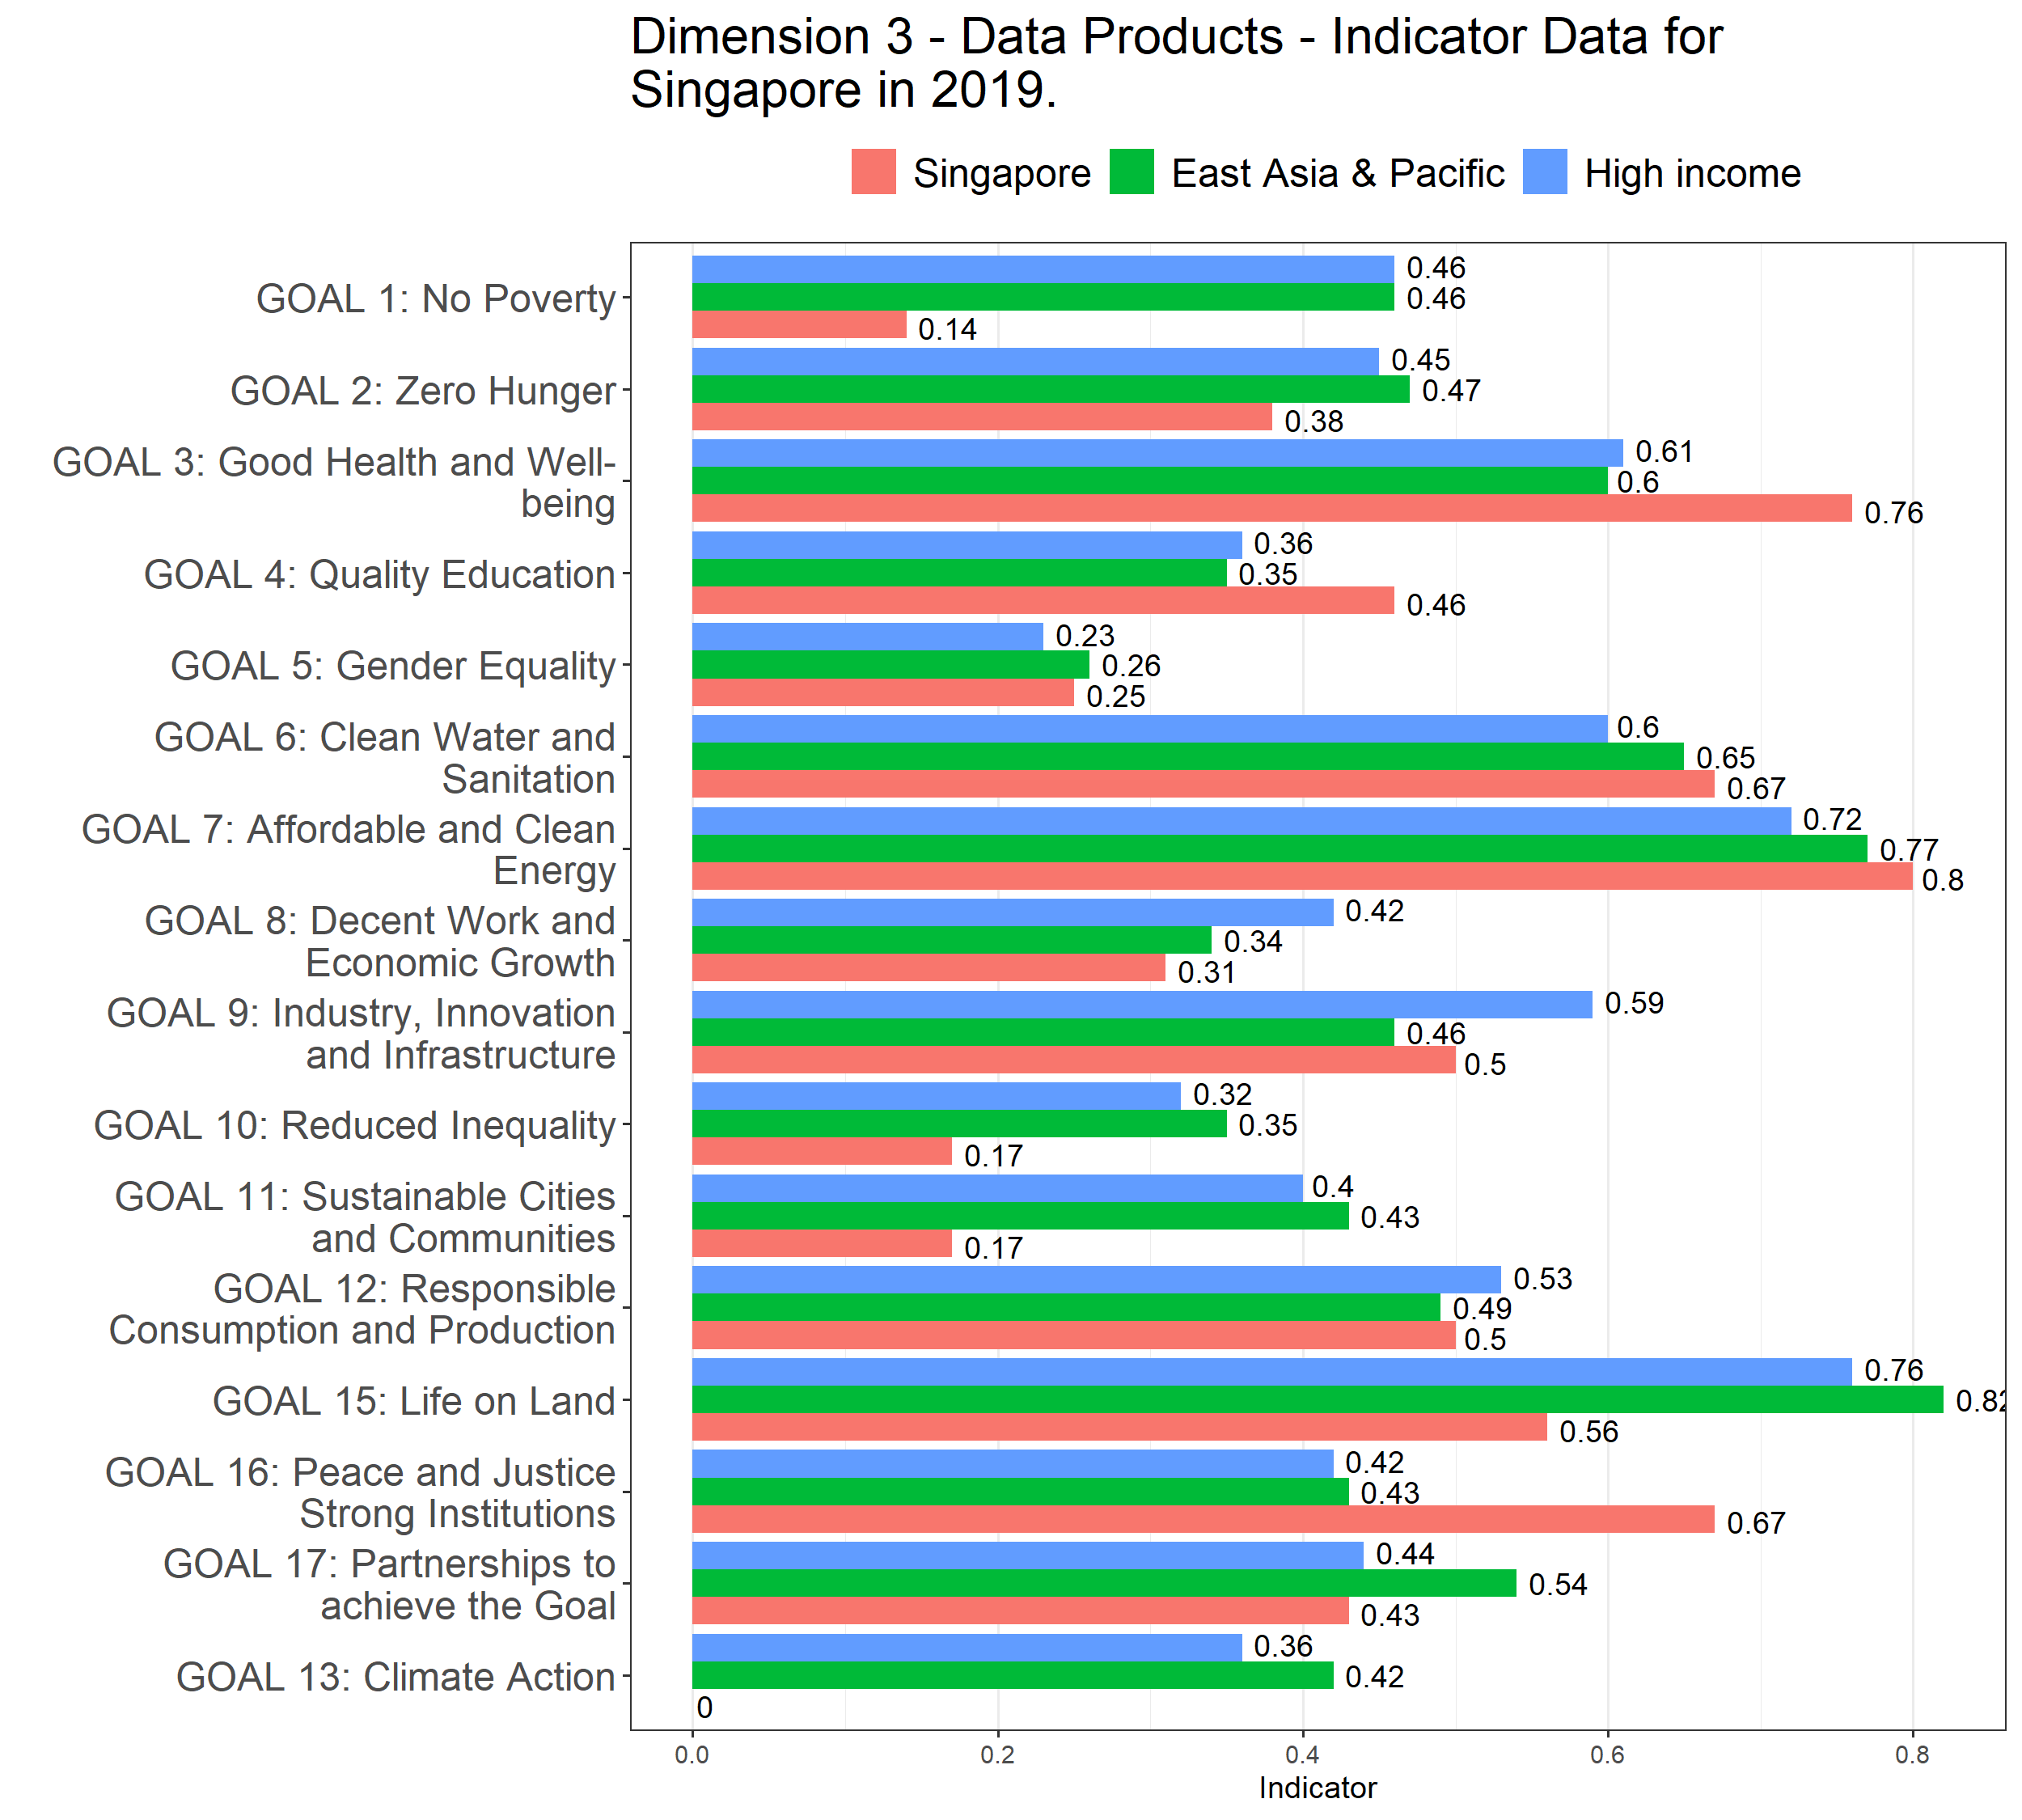 Dimension 3 - Data Products - Indicator Data for
Singapore in 2019.
Singapore East Asia & Pacific High income
GOAL 1: No Poverty
0.46
0.46
0.14
GOAL 2: Zero Hunger
0.45
0.47
0.38
GOAL 3: Good Health and Well-
being
0.61
0.6
0.76
GOAL 4: Quality Education
0.36
0.35
0.46
GOAL 5: Gender Equality
0.23
0.26
0.25
GOAL 6: Clean Water and
Sanitation
0.6
0.65
0.67
GOAL 7: Affordable and Clean
Energy
0.72
0.77
0.8
GOAL 8: Decent Work and
Economic Growth
0.42
0.34
0.31
GOAL 9: Industry, Innovation
and Infrastructure
0.59
0.46
0.5
GOAL 10: Reduced Inequality
0.32
0.35
0.17
GOAL 11: Sustainable Cities
and Communities
0.4
0.43
0.17
GOAL 12: Responsible
Consumption and Production
0.53
0.49
0.5
GOAL 15: Life on Land
0.76
0.82
0.56
GOAL 16: Peace and Justice
Strong Institutions
0.42
0.43
0.67
GOAL 17: Partnerships to
achieve the Goal
0.44
0.54
0.43
GOAL 13: Climate Action
0.36
0.42
0
0.0 0.2 0.4 0.6 0.8
Indicator